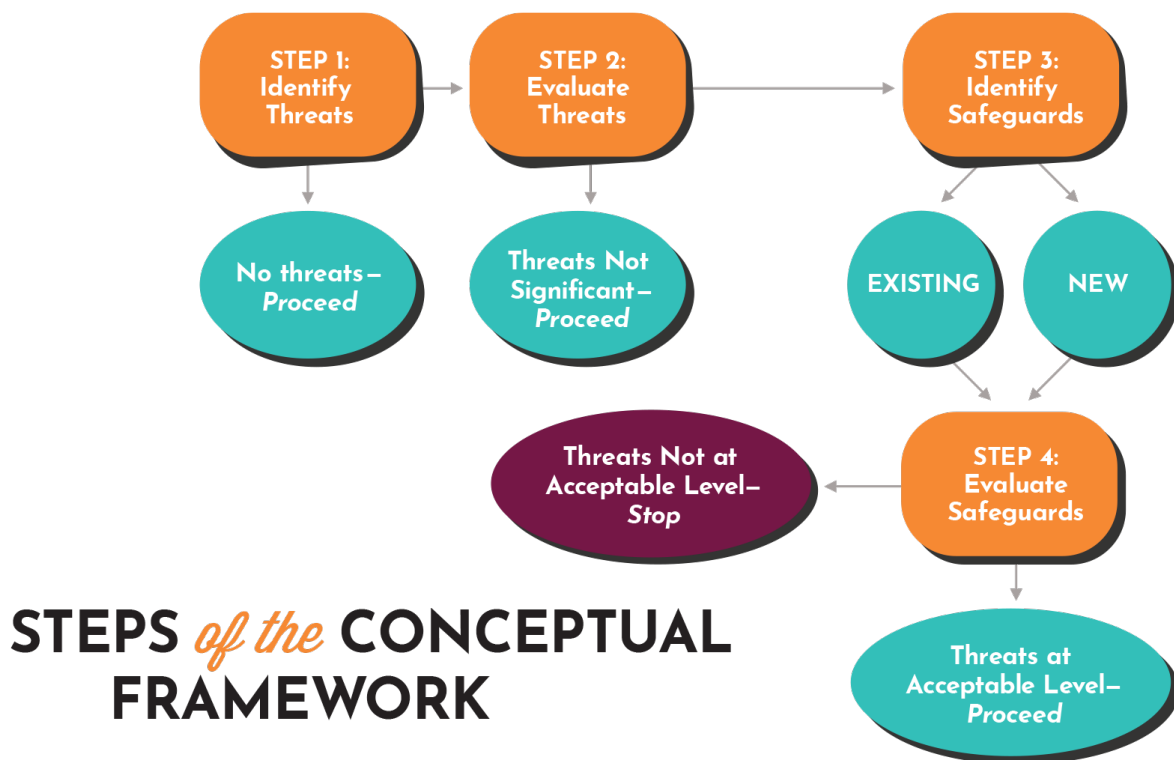 STEP 1:
Identify
Threats
STEP 2:
Evaluate
Threats
STEP 3:
Identify
Safeguards
No threats—
Proceed
Threats Not
Significant—
Proceed
EXISTING
NEW
Threats Not at
Acceptable Level—
Stop
STEP 4:
Evaluate
Safeguards
STEPS of the CONCEPTUAL
FRAMEWORK
Threats at
Acceptable Level—
Proceed